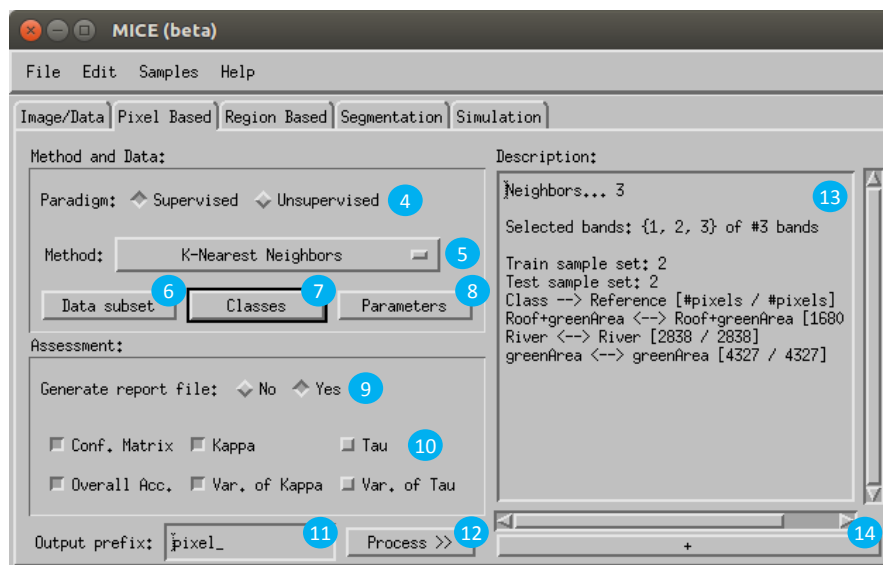 MICE (beta)
File Edit Samples Help
Image/Data Pixel Based Region Based Segmentation Simulation
Method and Data:
Paradigm: Supervised Unsupervised 4
Method: K-Nearest Neighbors 5
6 7 8
Data subset Classes Parameters
Assessment:
Generate report file: No Yes 9
Conf. Matrix Kappa Tau 10
Overall Acc. Var. of Kappa Var. of Tau
Output prefix: pixel_ 11 Process >> 12
Description:
Neighbors... 3 13
Selected bands: {1, 2, 3} of #3 bands
Train sample set: 2
Test sample set: 2
Class --> Reference [#pixels / #pixels]
Roof+greenArea <--> Roof+greenArea [1680
River <--> River [2838 / 2838]
greenArea <--> greenArea [4327 / 4327]
+ 14